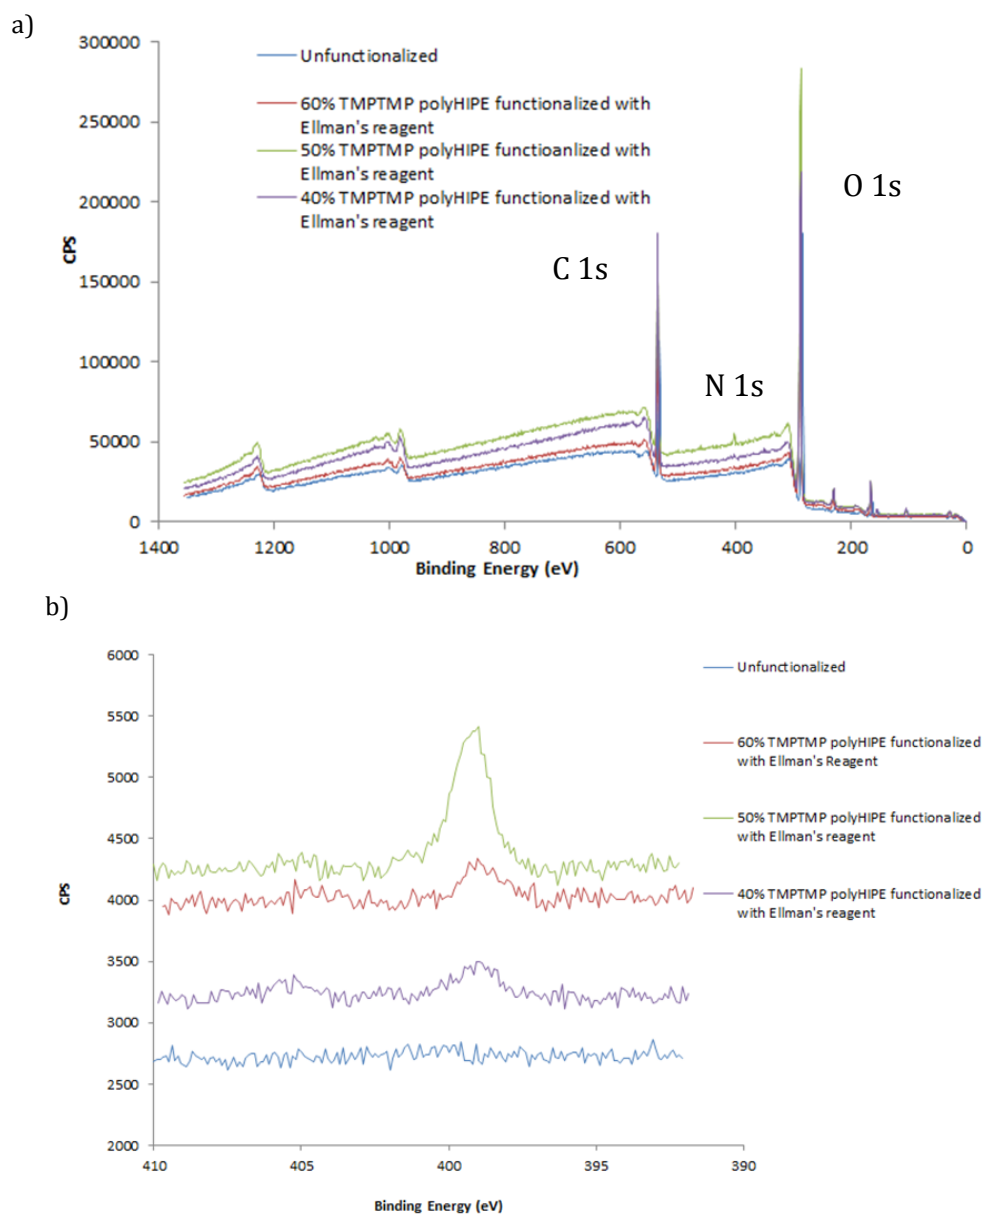 a)
300000
250000
200000
150000
100000
50000
0
CPS
Unfunctionalized
60% TMPTMP polyHIPE functionalized with
Ellman's reagent
50% TMPTMP polyHIPE functioanlized with
Ellman's reagent
40% TMPTMP polyHIPE functionalized with
Ellman's reagent
O 1s
C 1s
N 1s
1400 1200 1000 800 600 400 200 0
Binding Energy (eV)
b)
6000
5500
5000
4500
4000
3500
3000
2500
2000
CPS
Unfunctionalized
60% TMPTMP polyHIPE functionalized
with Ellman's Reagent
50% TMPTMP polyHIPE functionalized
with Ellman's reagent
40% TMPTMP polyHIPE functionalized
with Ellman's reagent
410 405 400 395 390
Binding Energy (eV)